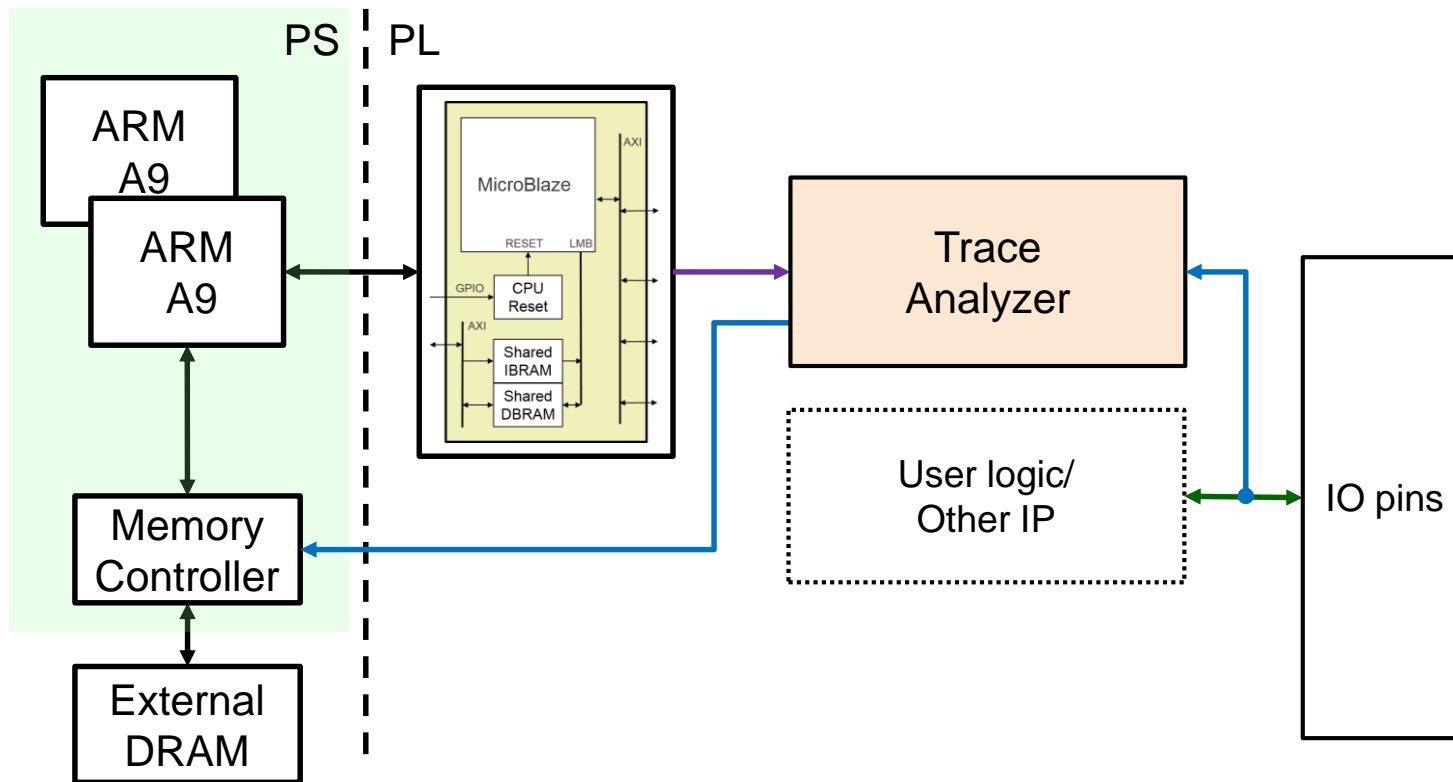 PS
PL
ARM
A9
ARM
A9
Memory
Controller
External
DRAM
AXI
MicroBlaze
RESET
LMB
GPIO
CPU
Reset
AXI
Shared
IBRAM
Shared
DBRAM
Trace
Analyzer
User logic/
Other IP
IO pins